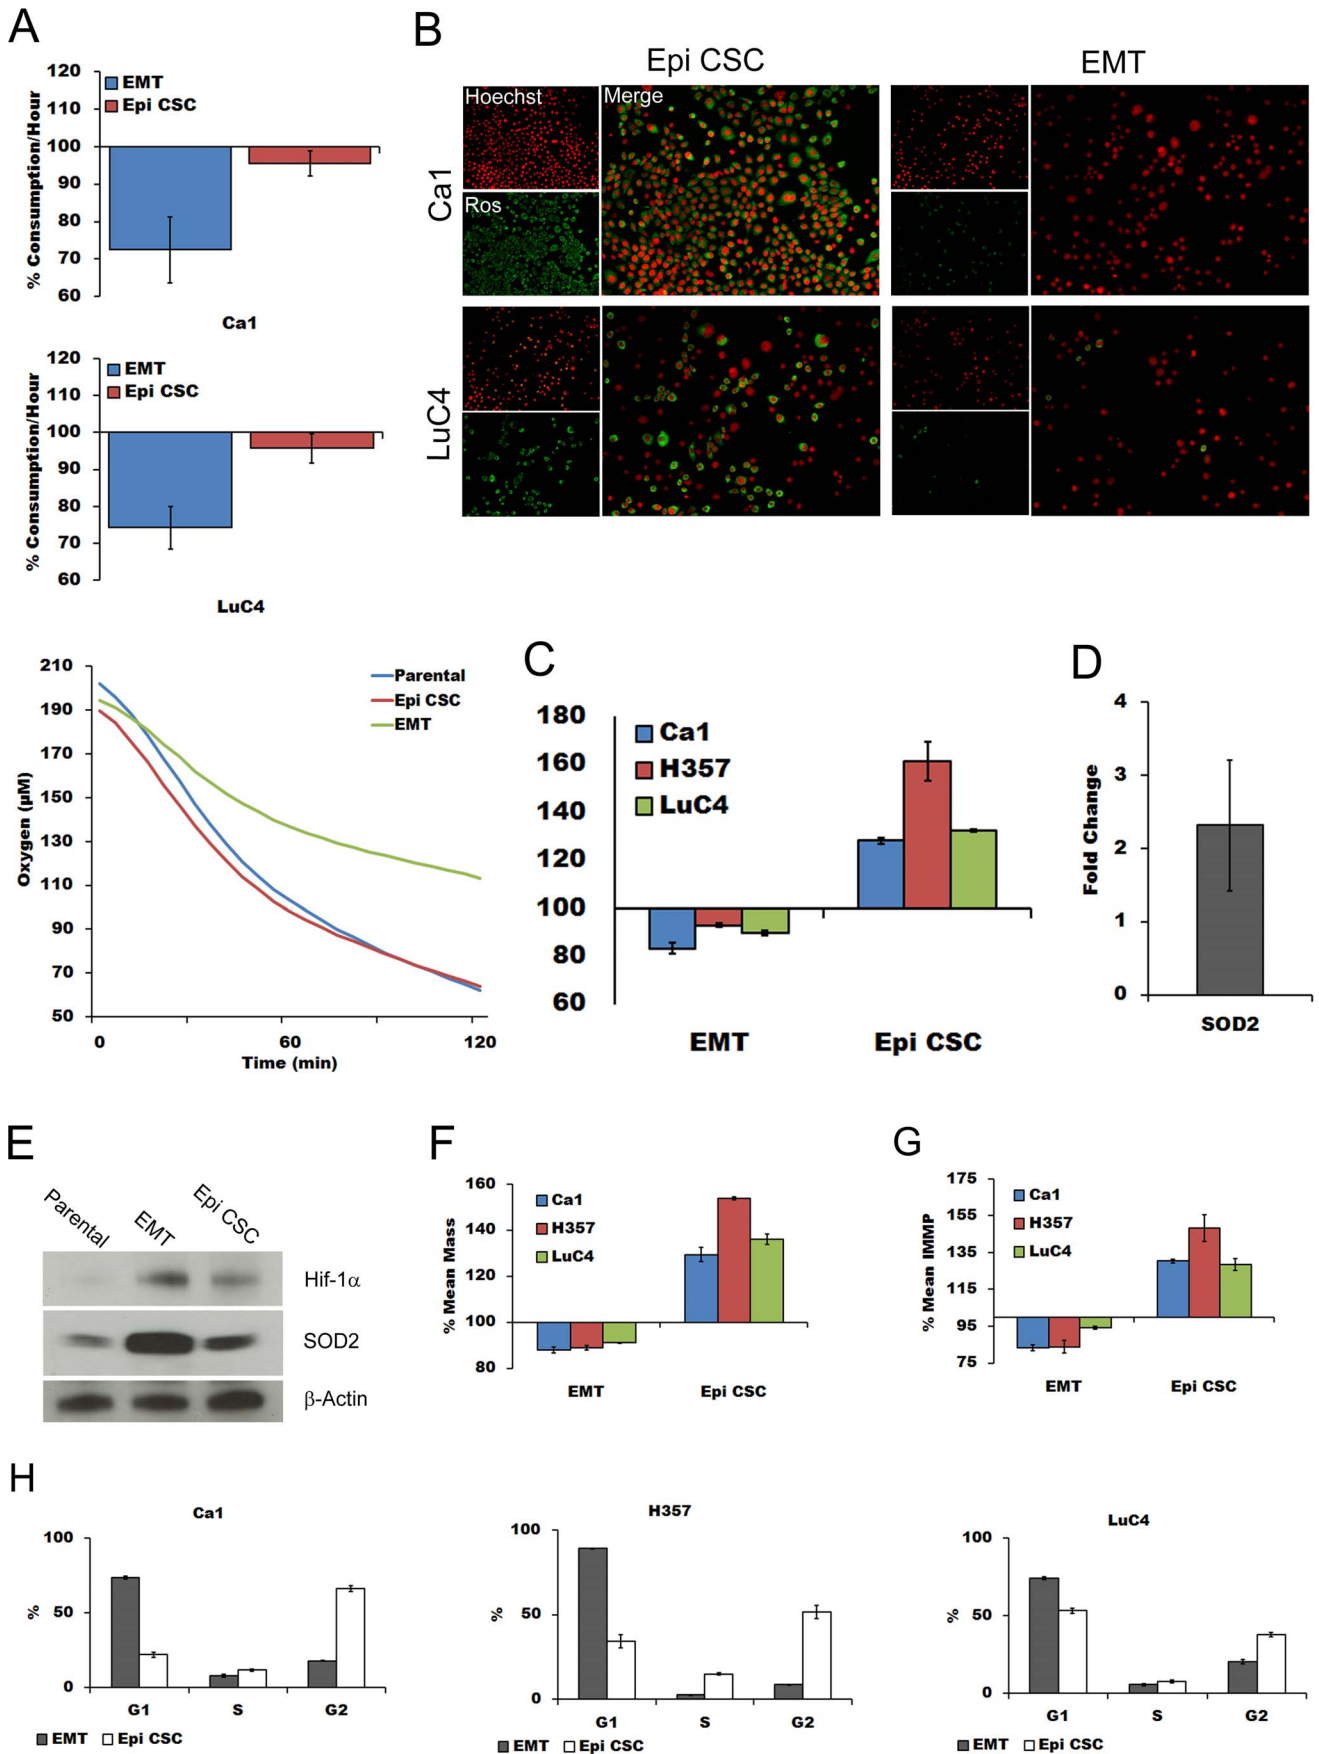 A
120
110
100
90
80
70
60
% Consumption/Hour
EMT
Epi CSC
Ca1
120
110
100
90
80
70
60
% Consumption/Hour
EMT
Epi CSC
LuC4
210
190
170
150
130
110
90
70
50
Oxygen (µM)
Parental
Epi CSC
EMT
0
60
120
Time (min)
B
Epi CSC
EMT
Ca1
Hoechst
Merge
Ros
LuC4
C
180
160
140
120
100
80
60
Ca1
H357
LuC4
EMT
Epi CSC
D
4
3
2
1
0
Fold Change
SOD2
E
Parental
EMT
Epi CSC
Hif-1α
SOD2
β-Actin
F
160
140
120
100
80
% Mean Mass
Ca1
H357
LuC4
EMT
Epi CSC
G
175
155
135
115
95
75
% Mean IMMP
Ca1
H357
LuC4
EMT
Epi CSC
H
Ca1
100
50
0
%
G1
S
G2
EMT
Epi CSC
H357
100
50
0
%
G1
S
G2
EMT
Epi CSC
LuC4
100
50
0
%
G1
S
G2
EMT
Epi CSC